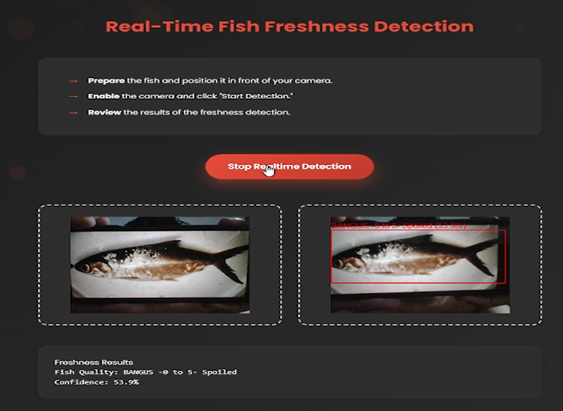 Real-Time Fish Freshness Detection
→ Prepare the fish and position it in front of your camera.
→ Enable the camera and click "Start Detection."
→ Review the results of the freshness detection.
Stop Realtime Detection
Freshness Results
Fish Quality: BANGUS -0 to 5- Spoiled
Confidence: 53.9%